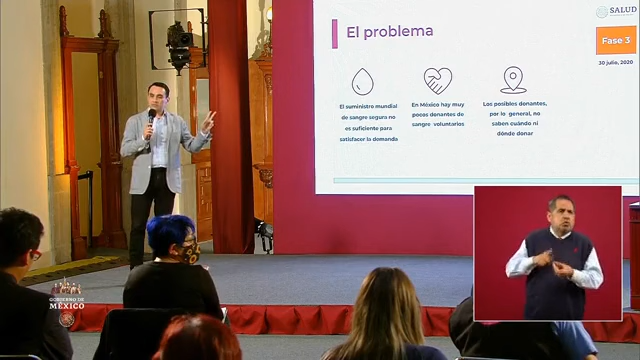 SALUD
El problema
Fase 3
30 julio, 2020
El suministro mundial
de sangre segura no
es suficiente para
satisfacer la demanda
En México hay muy
pocos donantes de
sangre voluntarios
Los posibles donantes,
por lo general, no
saben cuándo ni
dónde donar
GOBIERNO DE
MÉXICO